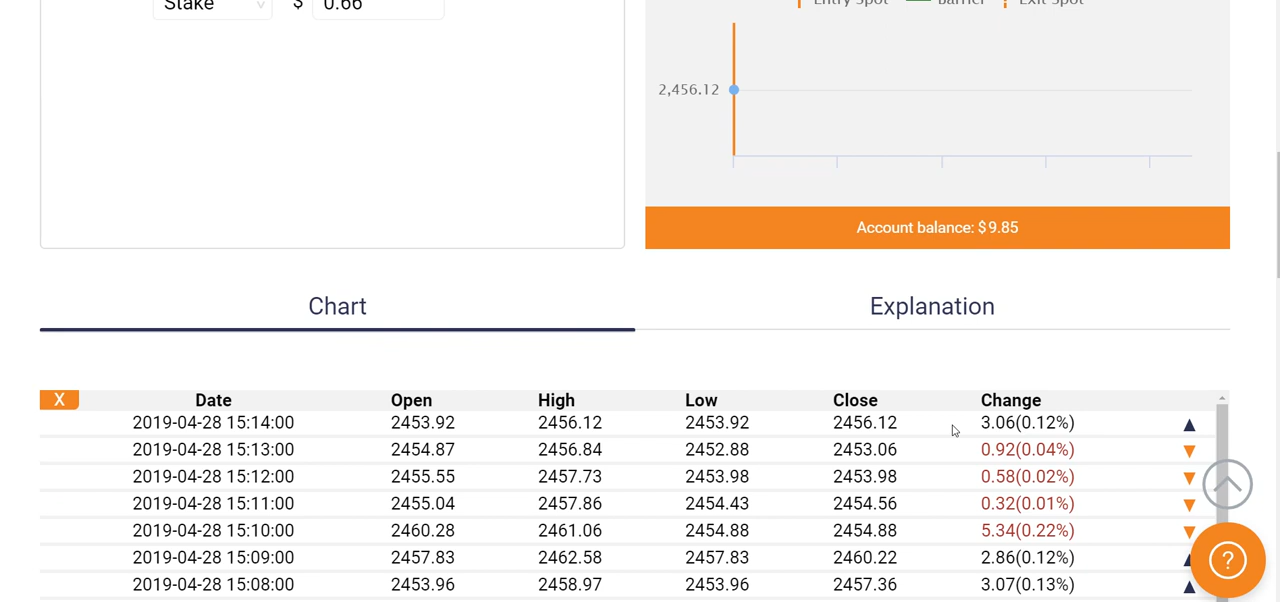 Stake $ 0.66
Entry Spot Barrier Exit Spot
2,456.12
Account balance: $9.85
Chart Explanation
X Date Open High Low Close Change
2019-04-28 15:14:00 2453.92 2456.12 2453.92 2456.12 3.06(0.12%)
2019-04-28 15:13:00 2454.87 2456.84 2452.88 2453.06 0.92(0.04%)
2019-04-28 15:12:00 2455.55 2457.73 2453.98 2453.98 0.58(0.02%)
2019-04-28 15:11:00 2455.04 2457.86 2454.43 2454.56 0.32(0.01%)
2019-04-28 15:10:00 2460.28 2461.06 2454.88 2454.88 5.34(0.22%)
2019-04-28 15:09:00 2457.83 2462.58 2457.83 2460.22 2.86(0.12%)
2019-04-28 15:08:00 2453.96 2458.97 2453.96 2457.36 3.07(0.13%)
?